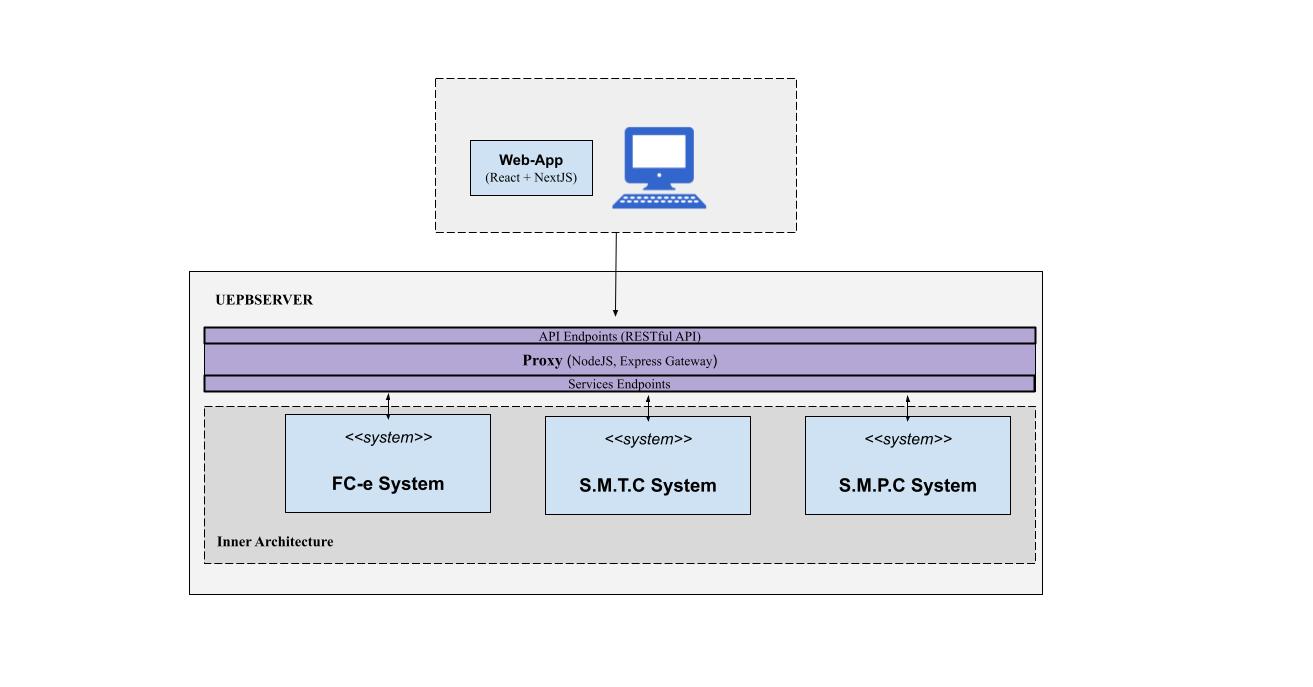 Web-App
(React + NextJS)
UEPBSERVER
API Endpoints (RESTful API)
Proxy (NodeJS, Express Gateway)
Services Endpoints
<<system>>
FC-e System
<<system>>
S.M.T.C System
<<system>>
S.M.P.C System
Inner Architecture